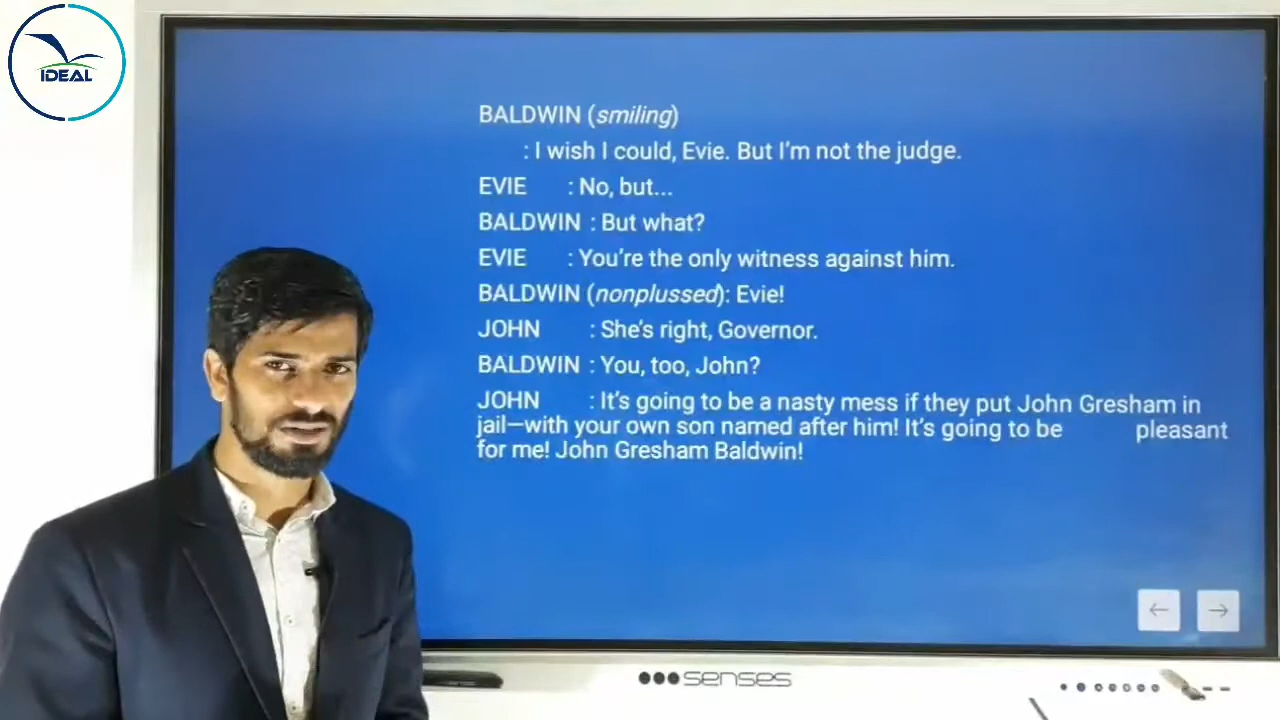 IDEAL
BALDWIN (smiling)
: I wish I could, Evie. But I'm not the judge.
EVIE : No, but...
BALDWIN : But what?
EVIE : You're the only witness against him.
BALDWIN (nonplussed): Evie!
JOHN : She's right, Governor.
BALDWIN : You, too, John?
JOHN : It's going to be a nasty mess if they put John Gresham in
jail—with your own son named after him! It's going to be pleasant
for me! John Gresham Baldwin!
senses